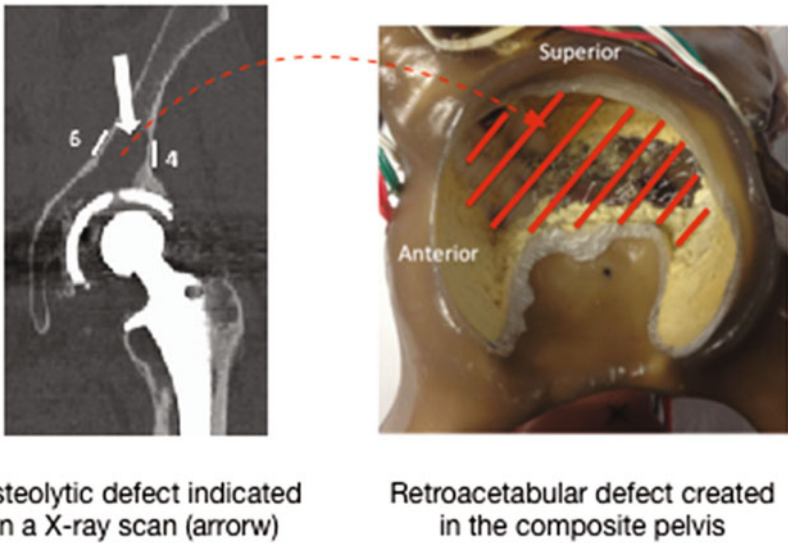 Superior
6
4
Anterior
steolytic defect indicated
n a X-ray scan (arrorw)
Retroacetabular defect created
in the composite pelvis